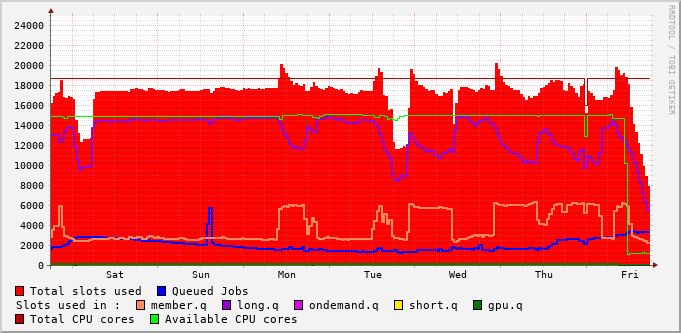 RRDTOOL / TOBI OETIKER
24000
22000
20000
18000
16000
14000
12000
10000
8000
6000
4000
2000
0
Sat Sun Mon Tue Wed Thu Fri
Total slots used Queued Jobs
Slots used in : member.q long.q ondemand.q short.q gpu.q
Total CPU cores Available CPU cores